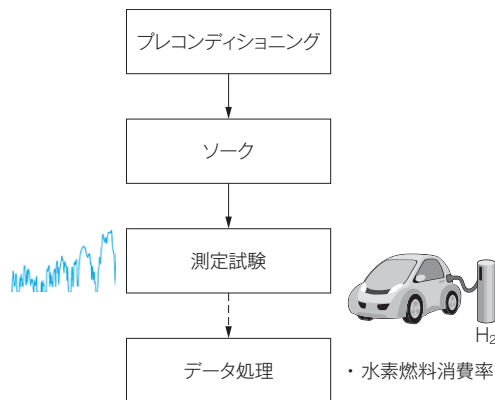 プレコンディショニング
ソーク
測定試験
H₂
データ処理
・水素燃料消費率